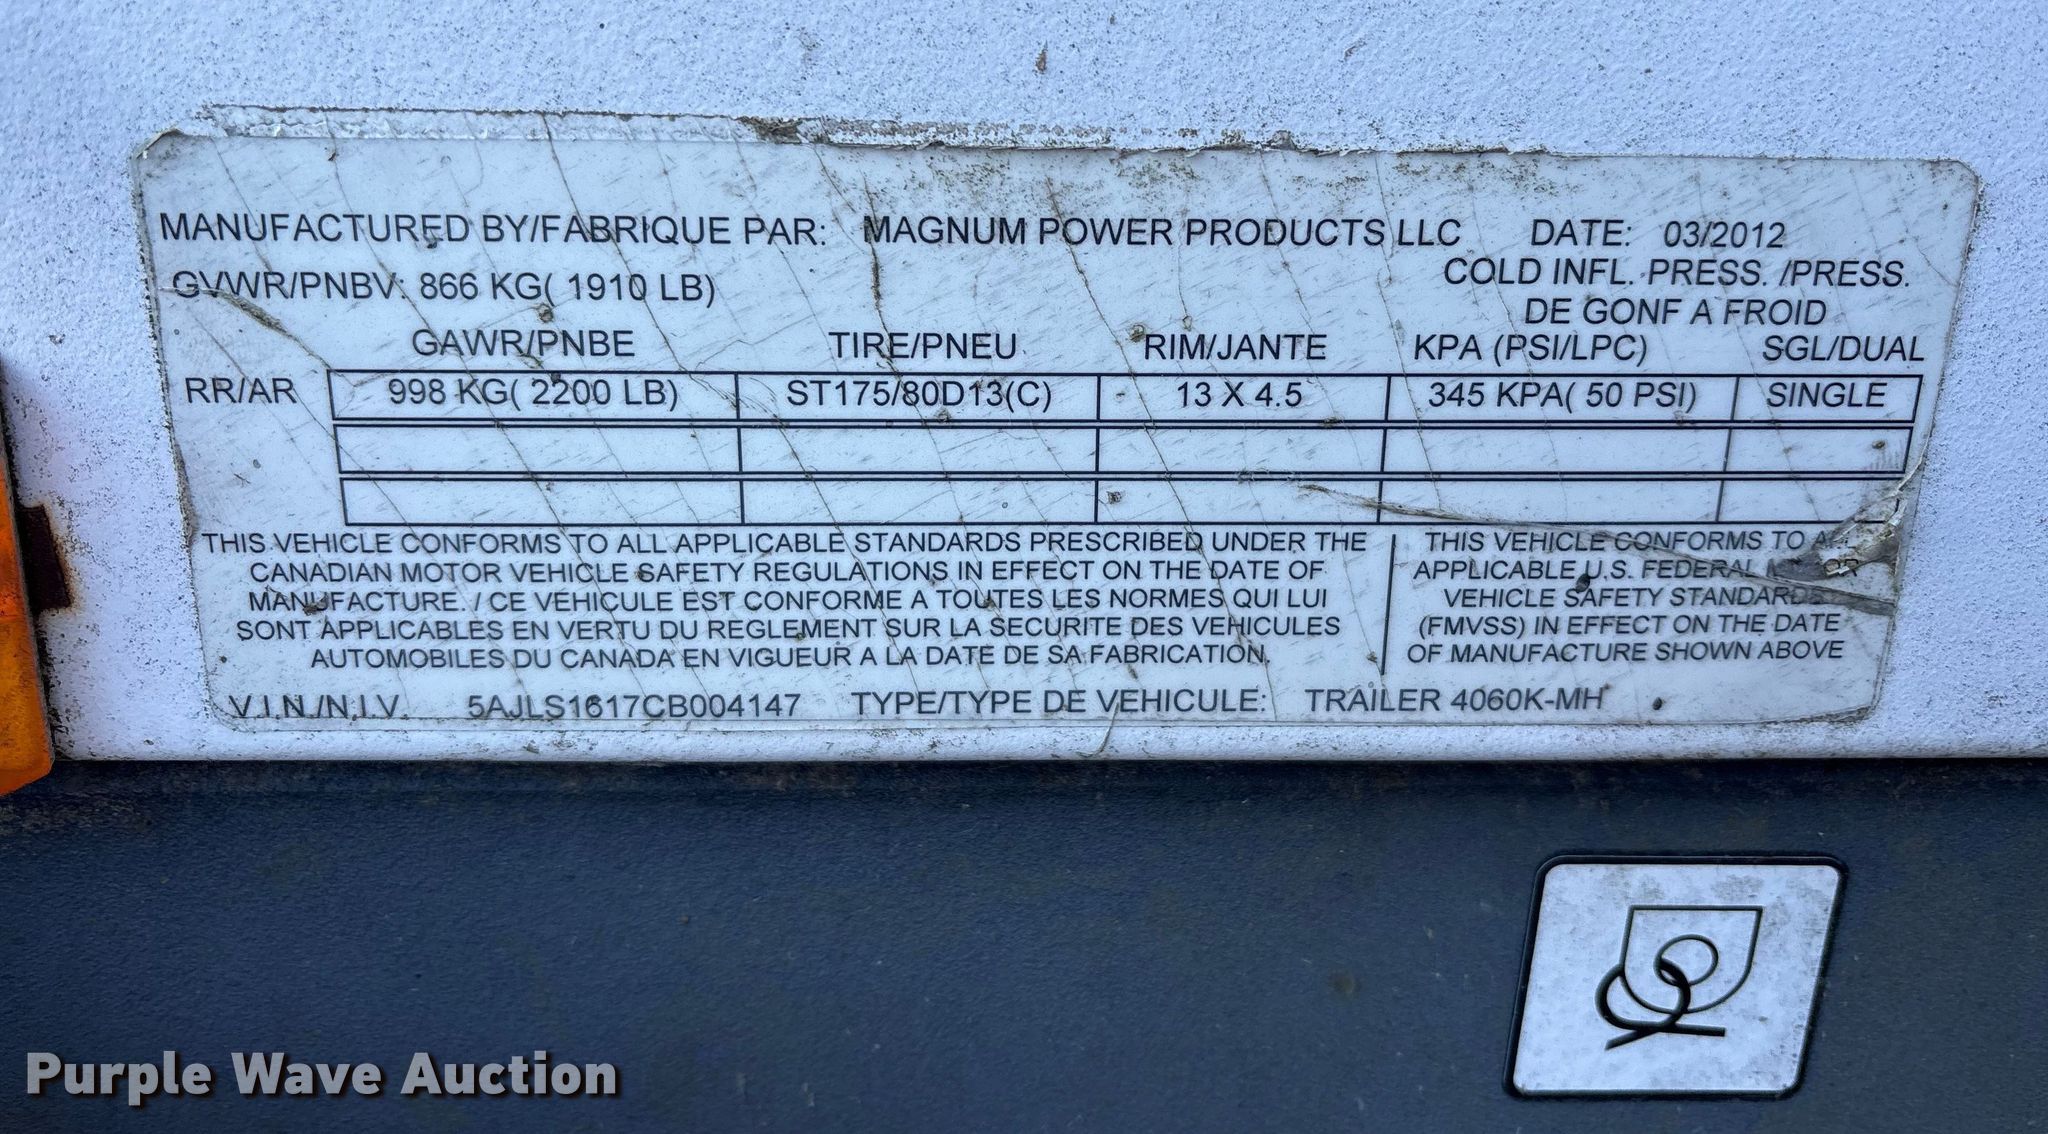 MANUFACTURED BY/FABRIQUE PAR: MAGNUM POWER PRODUCTS LLC DATE: 03/2012
GVWR/PNBV: 866 KG( 1910 LB) COLD INFL. PRESS. /PRESS.
DE GONF A FROID
GAWR/PNBE TIRE/PNEU RIM/JANTE KPA (PSI/LPC) SGL/DUAL
RR/AR 998 KG( 2200 LB) ST175/80D13(C) 13 X 4.5 345 KPA( 50 PSI) SINGLE
THIS VEHICLE CONFORMS TO ALL APPLICABLE STANDARDS PRESCRIBED UNDER THE
CANADIAN MOTOR VEHICLE SAFETY REGULATIONS IN EFFECT ON THE DATE OF
MANUFACTURE. / CE VEHICULE EST CONFORME A TOUTES LES NORMES QUI LUI
SONT APPLICABLES EN VERTU DU REGLEMENT SUR LA SECURITE DES VEHICULES
AUTOMOBILES DU CANADA EN VIGUEUR A LA DATE DE SA FABRICATION.
THIS VEHICLE CONFORMS TO
APPLICABLE U.S. FEDERAL
VEHICLE SAFETY STANDARDS
(FMVSS) IN EFFECT ON THE DATE
OF MANUFACTURE SHOWN ABOVE
V.I.N./N.I.V. 5AJLS1617CB004147 TYPE/TYPE DE VEHICULE: TRAILER 4060K-MH
Purple Wave Auction